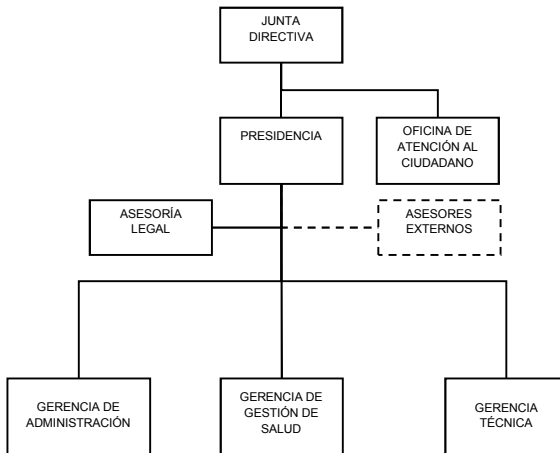 JUNTA
DIRECTIVA
PRESIDENCIA
OFICINA DE
ATENCIÓN AL
CIUDADANO
ASESORÍA
LEGAL
ASESORES
EXTERNOS
GERENCIA DE
ADMINISTRACIÓN
GERENCIA DE
GESTIÓN DE
SALUD
GERENCIA
TÉCNICA